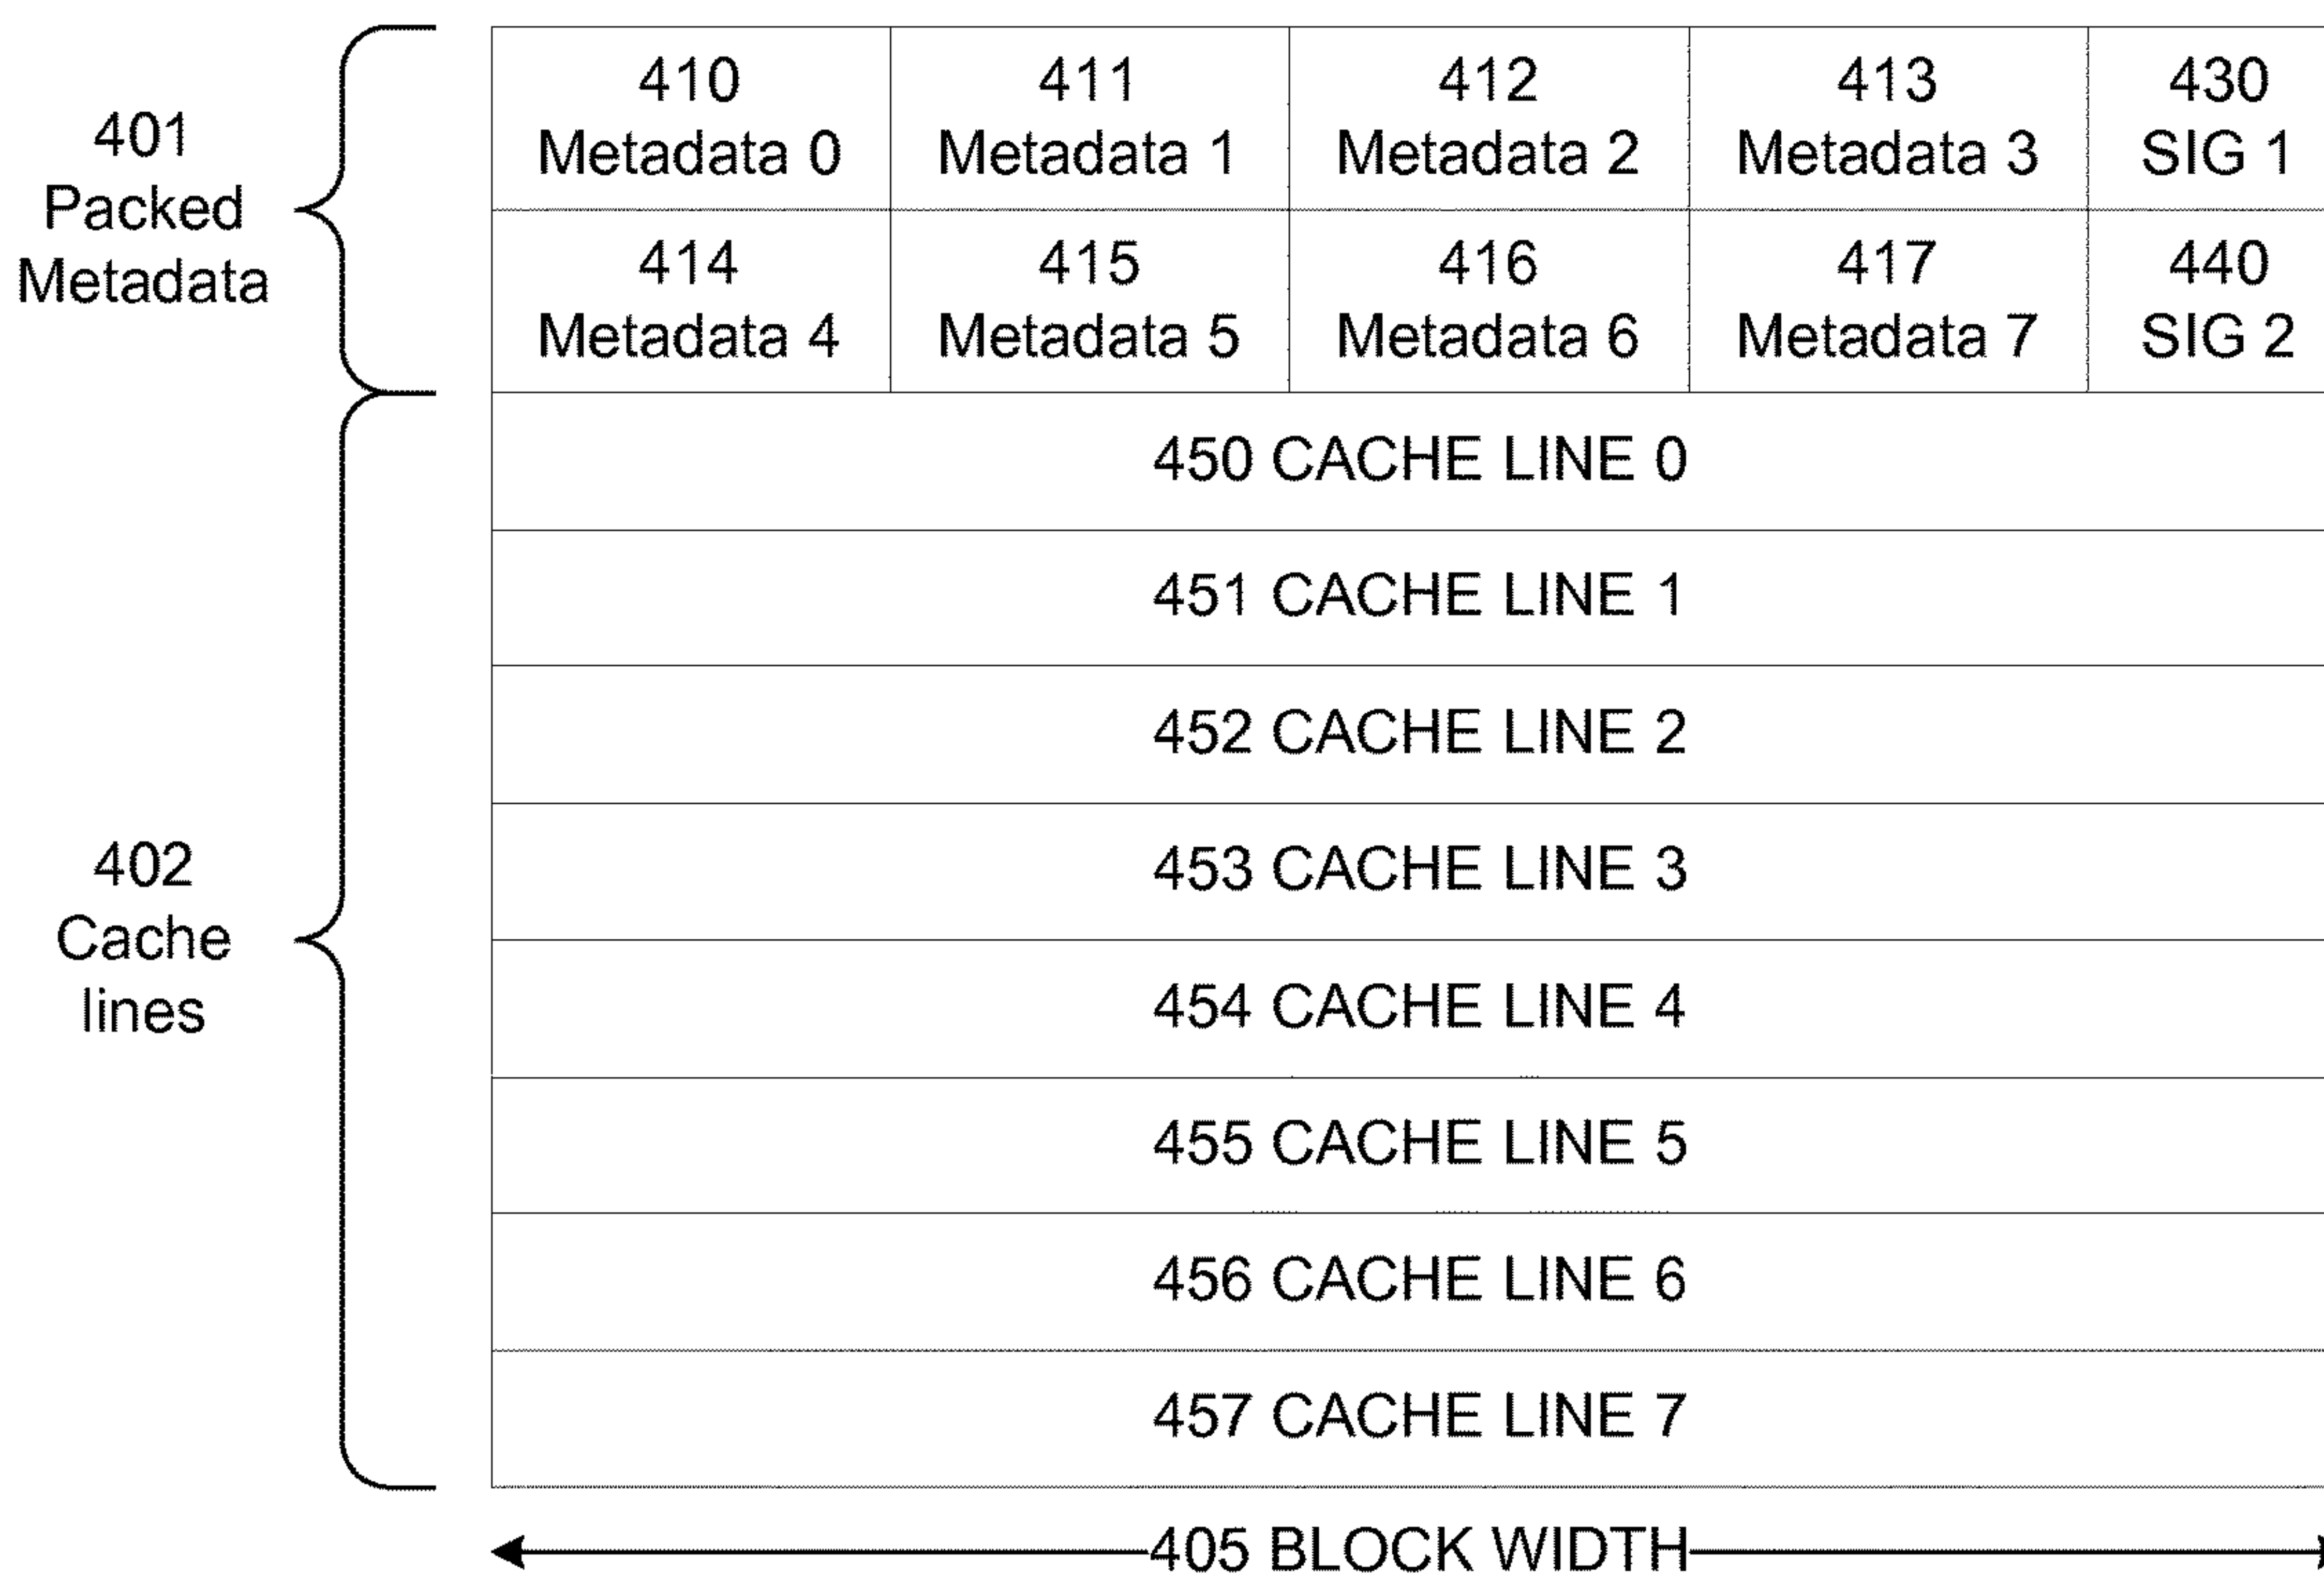 401
Packed
Metadata
410
Metadata 0
411
Metadata 1
412
Metadata 2
413
Metadata 3
430
SIG 1
414
Metadata 4
415
Metadata 5
416
Metadata 6
417
Metadata 7
440
SIG 2
402
Cache
lines
450 CACHE LINE 0
451 CACHE LINE 1
452 CACHE LINE 2
453 CACHE LINE 3
454 CACHE LINE 4
455 CACHE LINE 5
456 CACHE LINE 6
457 CACHE LINE 7
405 BLOCK WIDTH